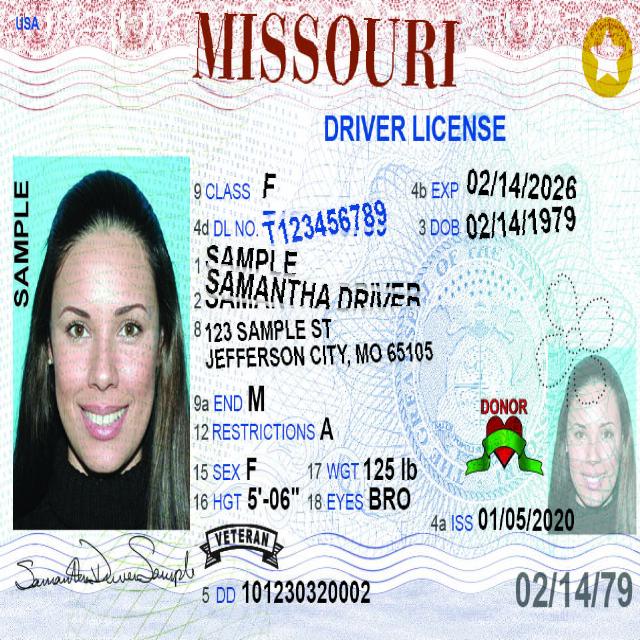 USA
MISSOURI
DRIVER LICENSE
SAMPLE
9 CLASS F
4b EXP 02/14/2026
4d DL NO. T123456789
3 DOB 02/14/1979
1 SAMPLE
2 SAMANTHA DRIVER
8 123 SAMPLE ST
JEFFERSON CITY, MO 65105
9a END M
12 RESTRICTIONS A
DONOR
15 SEX F 17 WGT 125 lb
16 HGT 5'-06" 18 EYES BRO
4a ISS 01/05/2020
VETERAN
Samantha Driver Sample
5 DD 101230320002
02/14/79